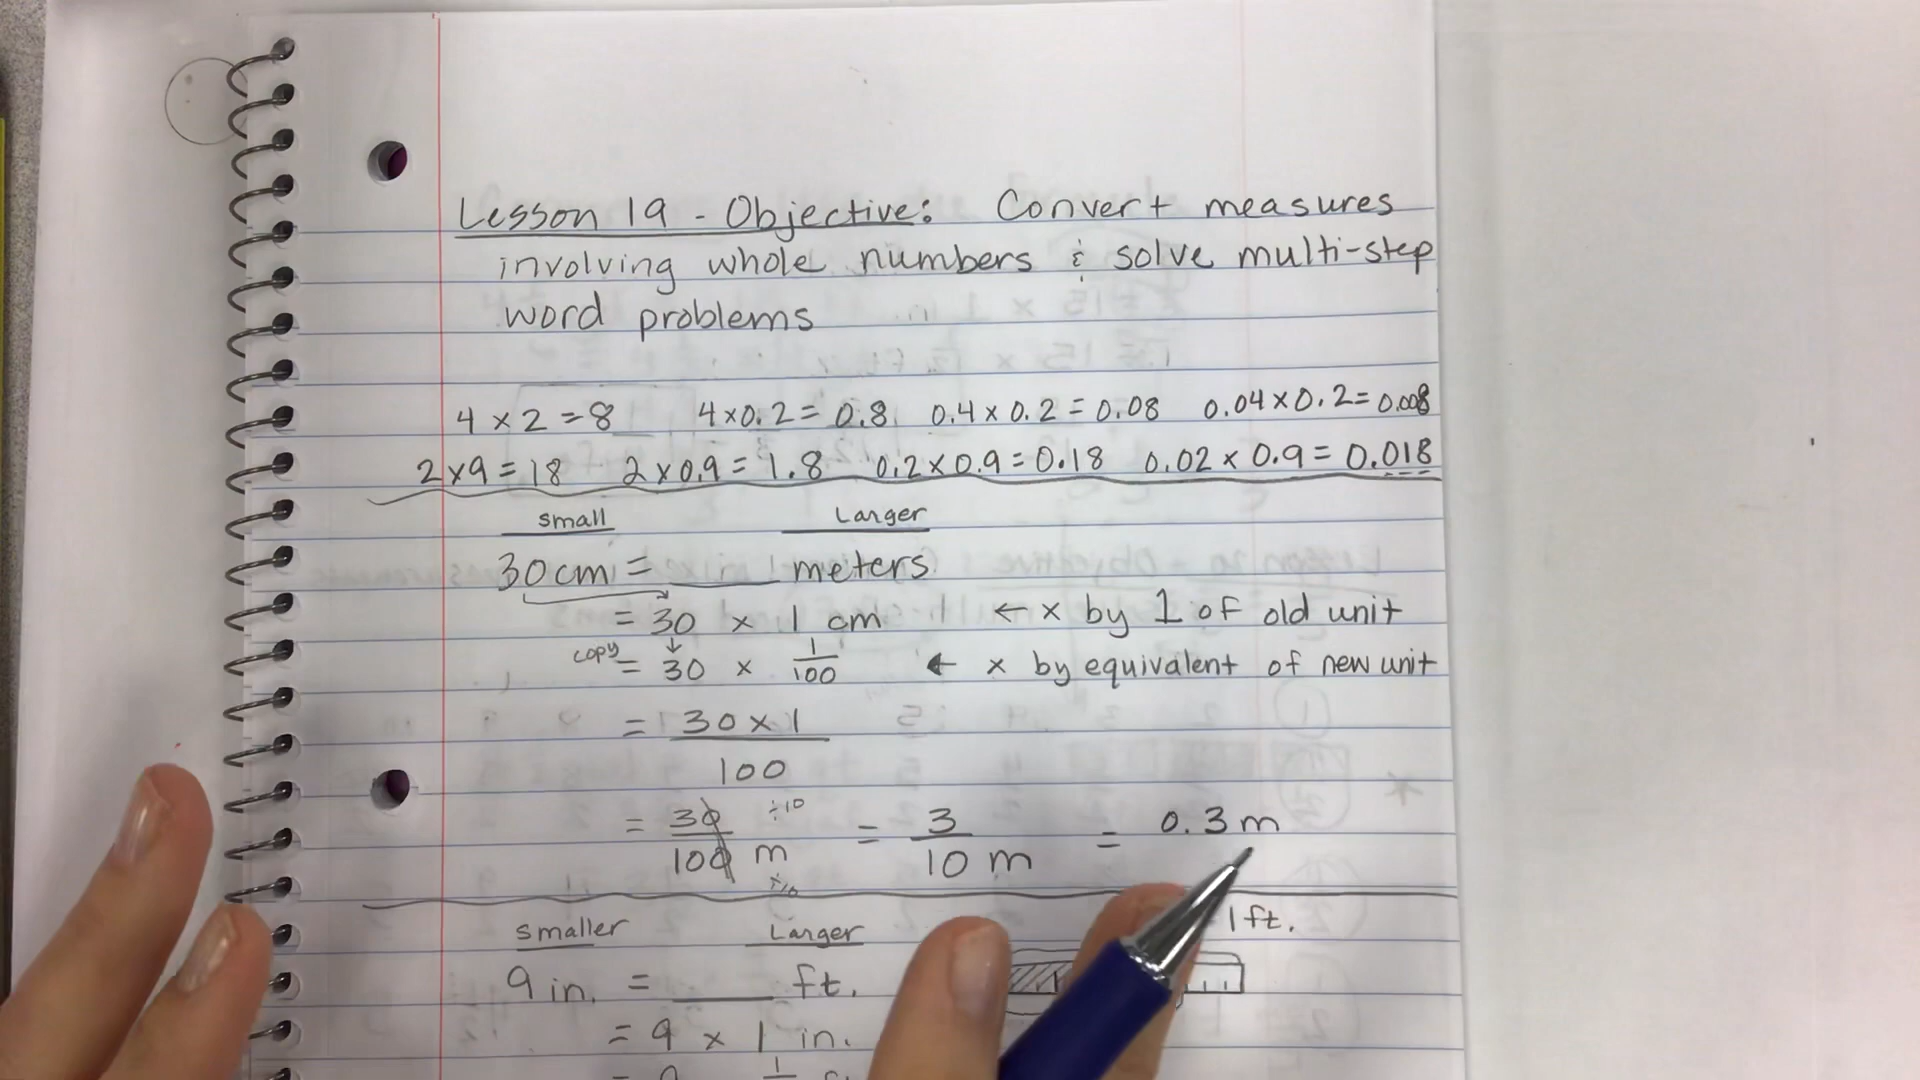 Lesson 19 - Objective: Convert measures
involving whole numbers & solve multi-step
word problems
4 × 2 = 8 4×0.2 = 0.8 0.4 × 0.2 = 0.08 0.04 × 0.2 = 0.008
2 × 9 = 18 2 × 0.9 = 1.8 0.2 × 0.9 = 0.18 0.02 × 0.9 = 0.018
small Larger
30cm = ____ meters
= 30 × 1 cm ← × by 1 of old unit
copy = 30 × 1/100 ← × by equivalent of new unit
= 30 × 1
100
= 30/100 m ÷10 ÷10 = 3/10 m = 0.3 m
smaller Larger 1 ft.
9 in. = ____ ft.
= 9 × 1 in.